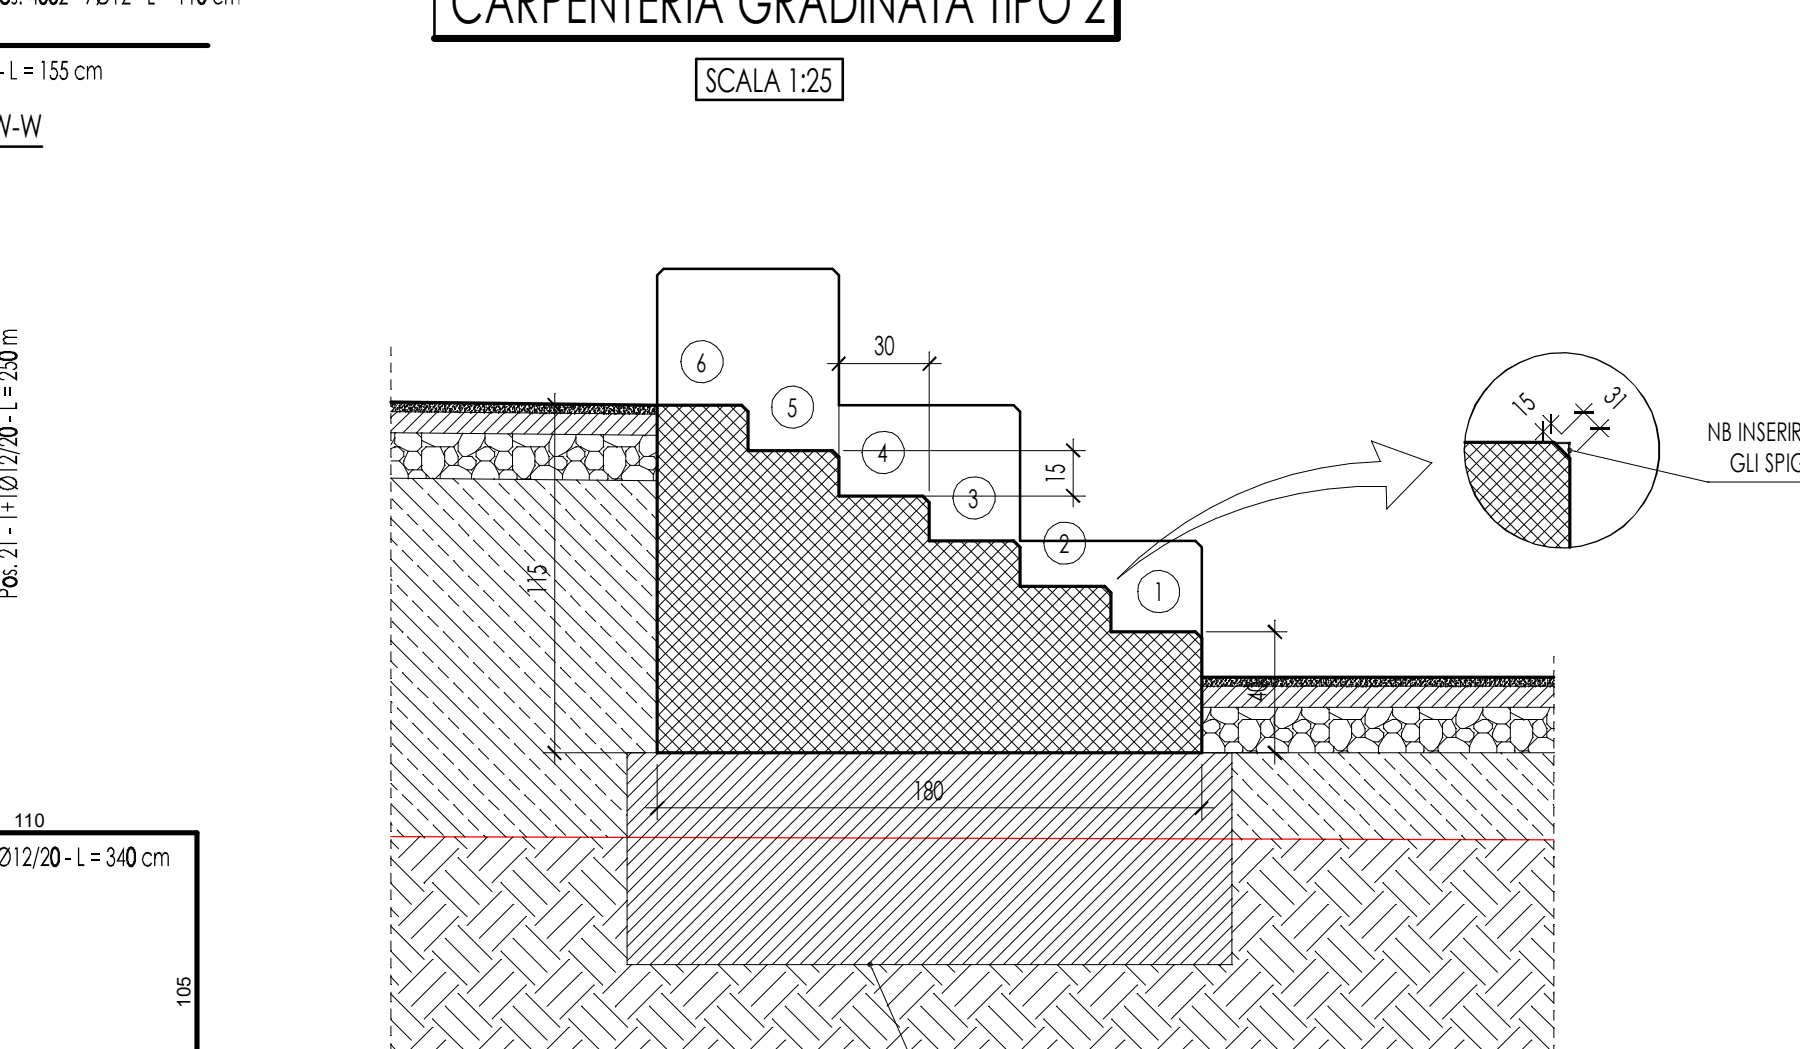 CARPENTERIA GRADINATA TIPO 2
SCALA 1:25
- L = 155 cm
W-W
Pos. 21 - 1+1Ø12/20 - L = 250 m
110
Ø12/20 - L = 340 cm
105
6
5
4
3
2
1
30
15
115
40
180
15
31
NB INSERIR
GLI SPIG